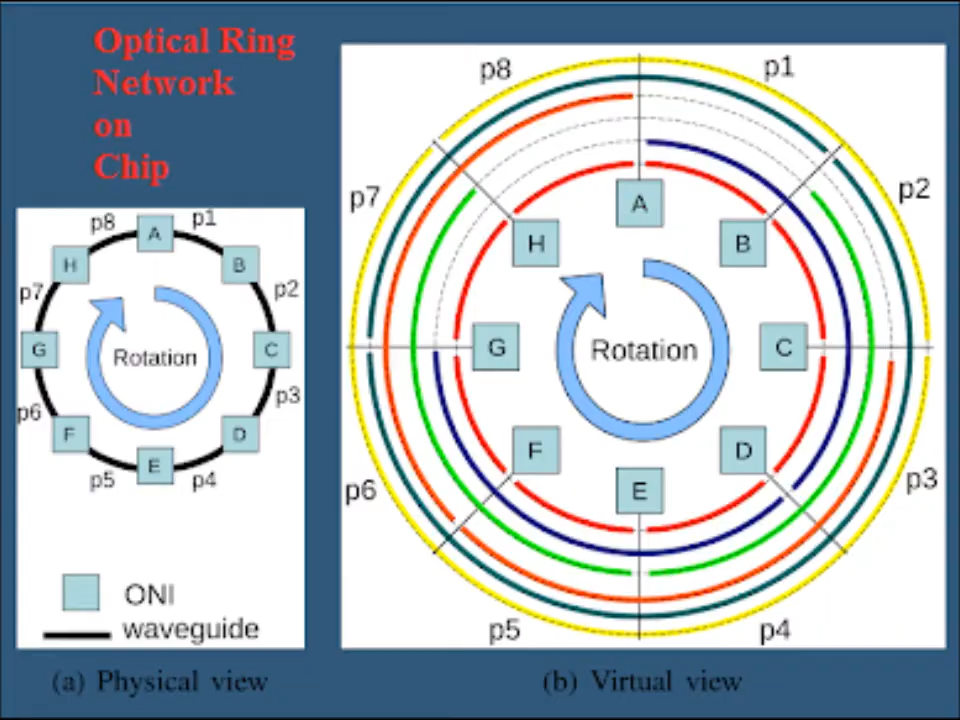 Optical Ring
Network
on
Chip
p8
p1
A
H
B
p7
p2
G
Rotation
C
p6
p3
F
D
E
p5
p4
ONI
waveguide
(a) Physical view
p8
p1
p7
p2
A
H
B
G
Rotation
C
F
D
E
p6
p3
p5
p4
(b) Virtual view